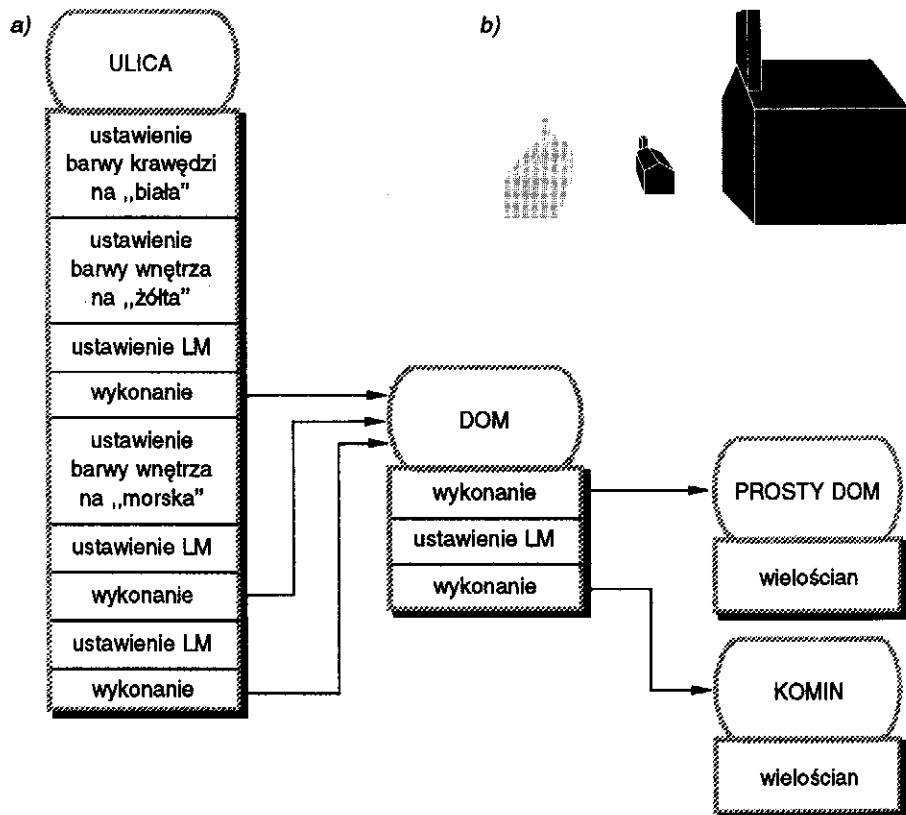 a)
ULICA
ustawienie
barwy krawędzi
na ,,biała”
ustawienie
barwy wnętrza
na ,,żółta”
ustawienie LM
wykonanie
ustawienie
barwy wnętrza
na ,,morska”
ustawienie LM
wykonanie
ustawienie LM
wykonanie
b)
DOM
wykonanie
ustawienie LM
wykonanie
PROSTY DOM
wielościan
KOMIN
wielościan